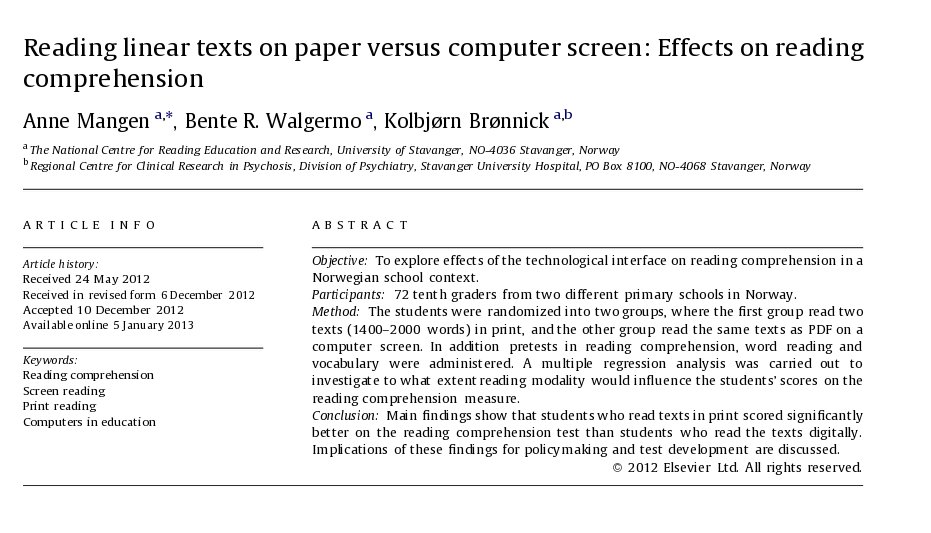 Reading linear texts on paper versus computer screen: Effects on reading
comprehension
Anne Mangen a,*, Bente R. Walgermo a, Kolbjørn Brønnick a,b
a The National Centre for Reading Education and Research, University of Stavanger, NO-4036 Stavanger, Norway
b Regional Centre for Clinical Research in Psychosis, Division of Psychiatry, Stavanger University Hospital, PO Box 8100, NO-4068 Stavanger, Norway
ARTICLE INFO
Article history:
Received 24 May 2012
Received in revised form 6 December 2012
Accepted 10 December 2012
Available online 5 January 2013
Keywords:
Reading comprehension
Screen reading
Print reading
Computers in education
ABSTRACT
Objective: To explore effects of the technological interface on reading comprehension in a
Norwegian school context.
Participants: 72 tenth graders from two different primary schools in Norway.
Method: The students were randomized into two groups, where the first group read two
texts (1400–2000 words) in print, and the other group read the same texts as PDF on a
computer screen. In addition pretests in reading comprehension, word reading and
vocabulary were administered. A multiple regression analysis was carried out to
investigate to what extent reading modality would influence the students' scores on the
reading comprehension measure.
Conclusion: Main findings show that students who read texts in print scored significantly
better on the reading comprehension test than students who read the texts digitally.
Implications of these findings for policymaking and test development are discussed.
© 2012 Elsevier Ltd. All rights reserved.